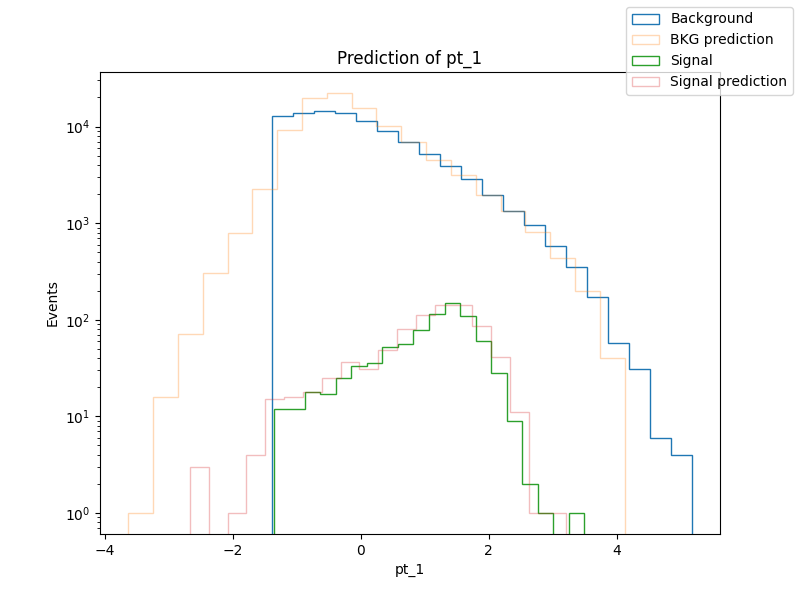 Prediction of pt_1
Background
BKG prediction
Signal
Signal prediction
Events
10⁴
10³
10²
10¹
10⁰
−4
−2
0
2
4
pt_1